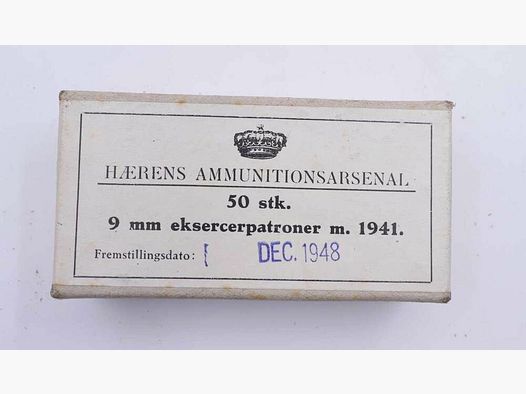 HÆRENS AMMUNITIONSARSENAL
50 stk.
9 mm eksercerpatroner m. 1941.
Fremstillingsdato: DEC. 1948